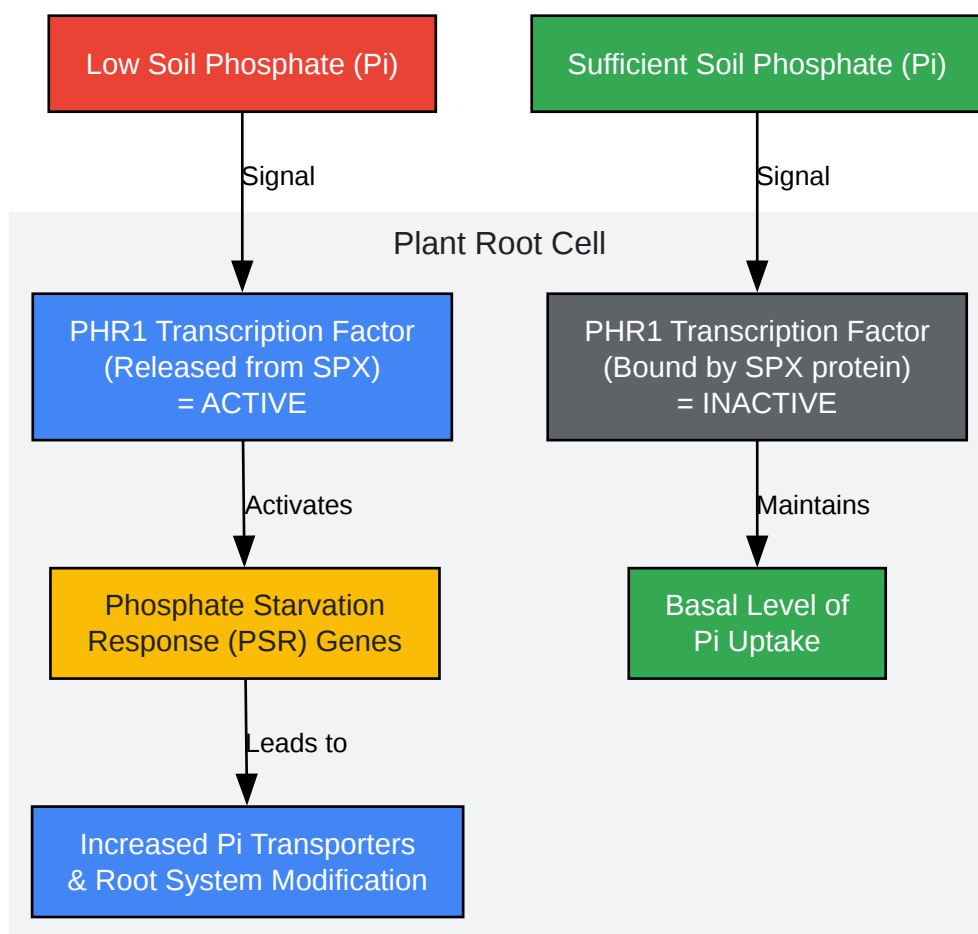 Low Soil Phosphate (Pi)
Sufficient Soil Phosphate (Pi)
Signal
Signal
Plant Root Cell
PHR1 Transcription Factor
(Released from SPX)
= ACTIVE
PHR1 Transcription Factor
(Bound by SPX protein)
= INACTIVE
Activates
Maintains
Phosphate Starvation
Response (PSR) Genes
Basal Level of
Pi Uptake
Leads to
Increased Pi Transporters
& Root System Modification